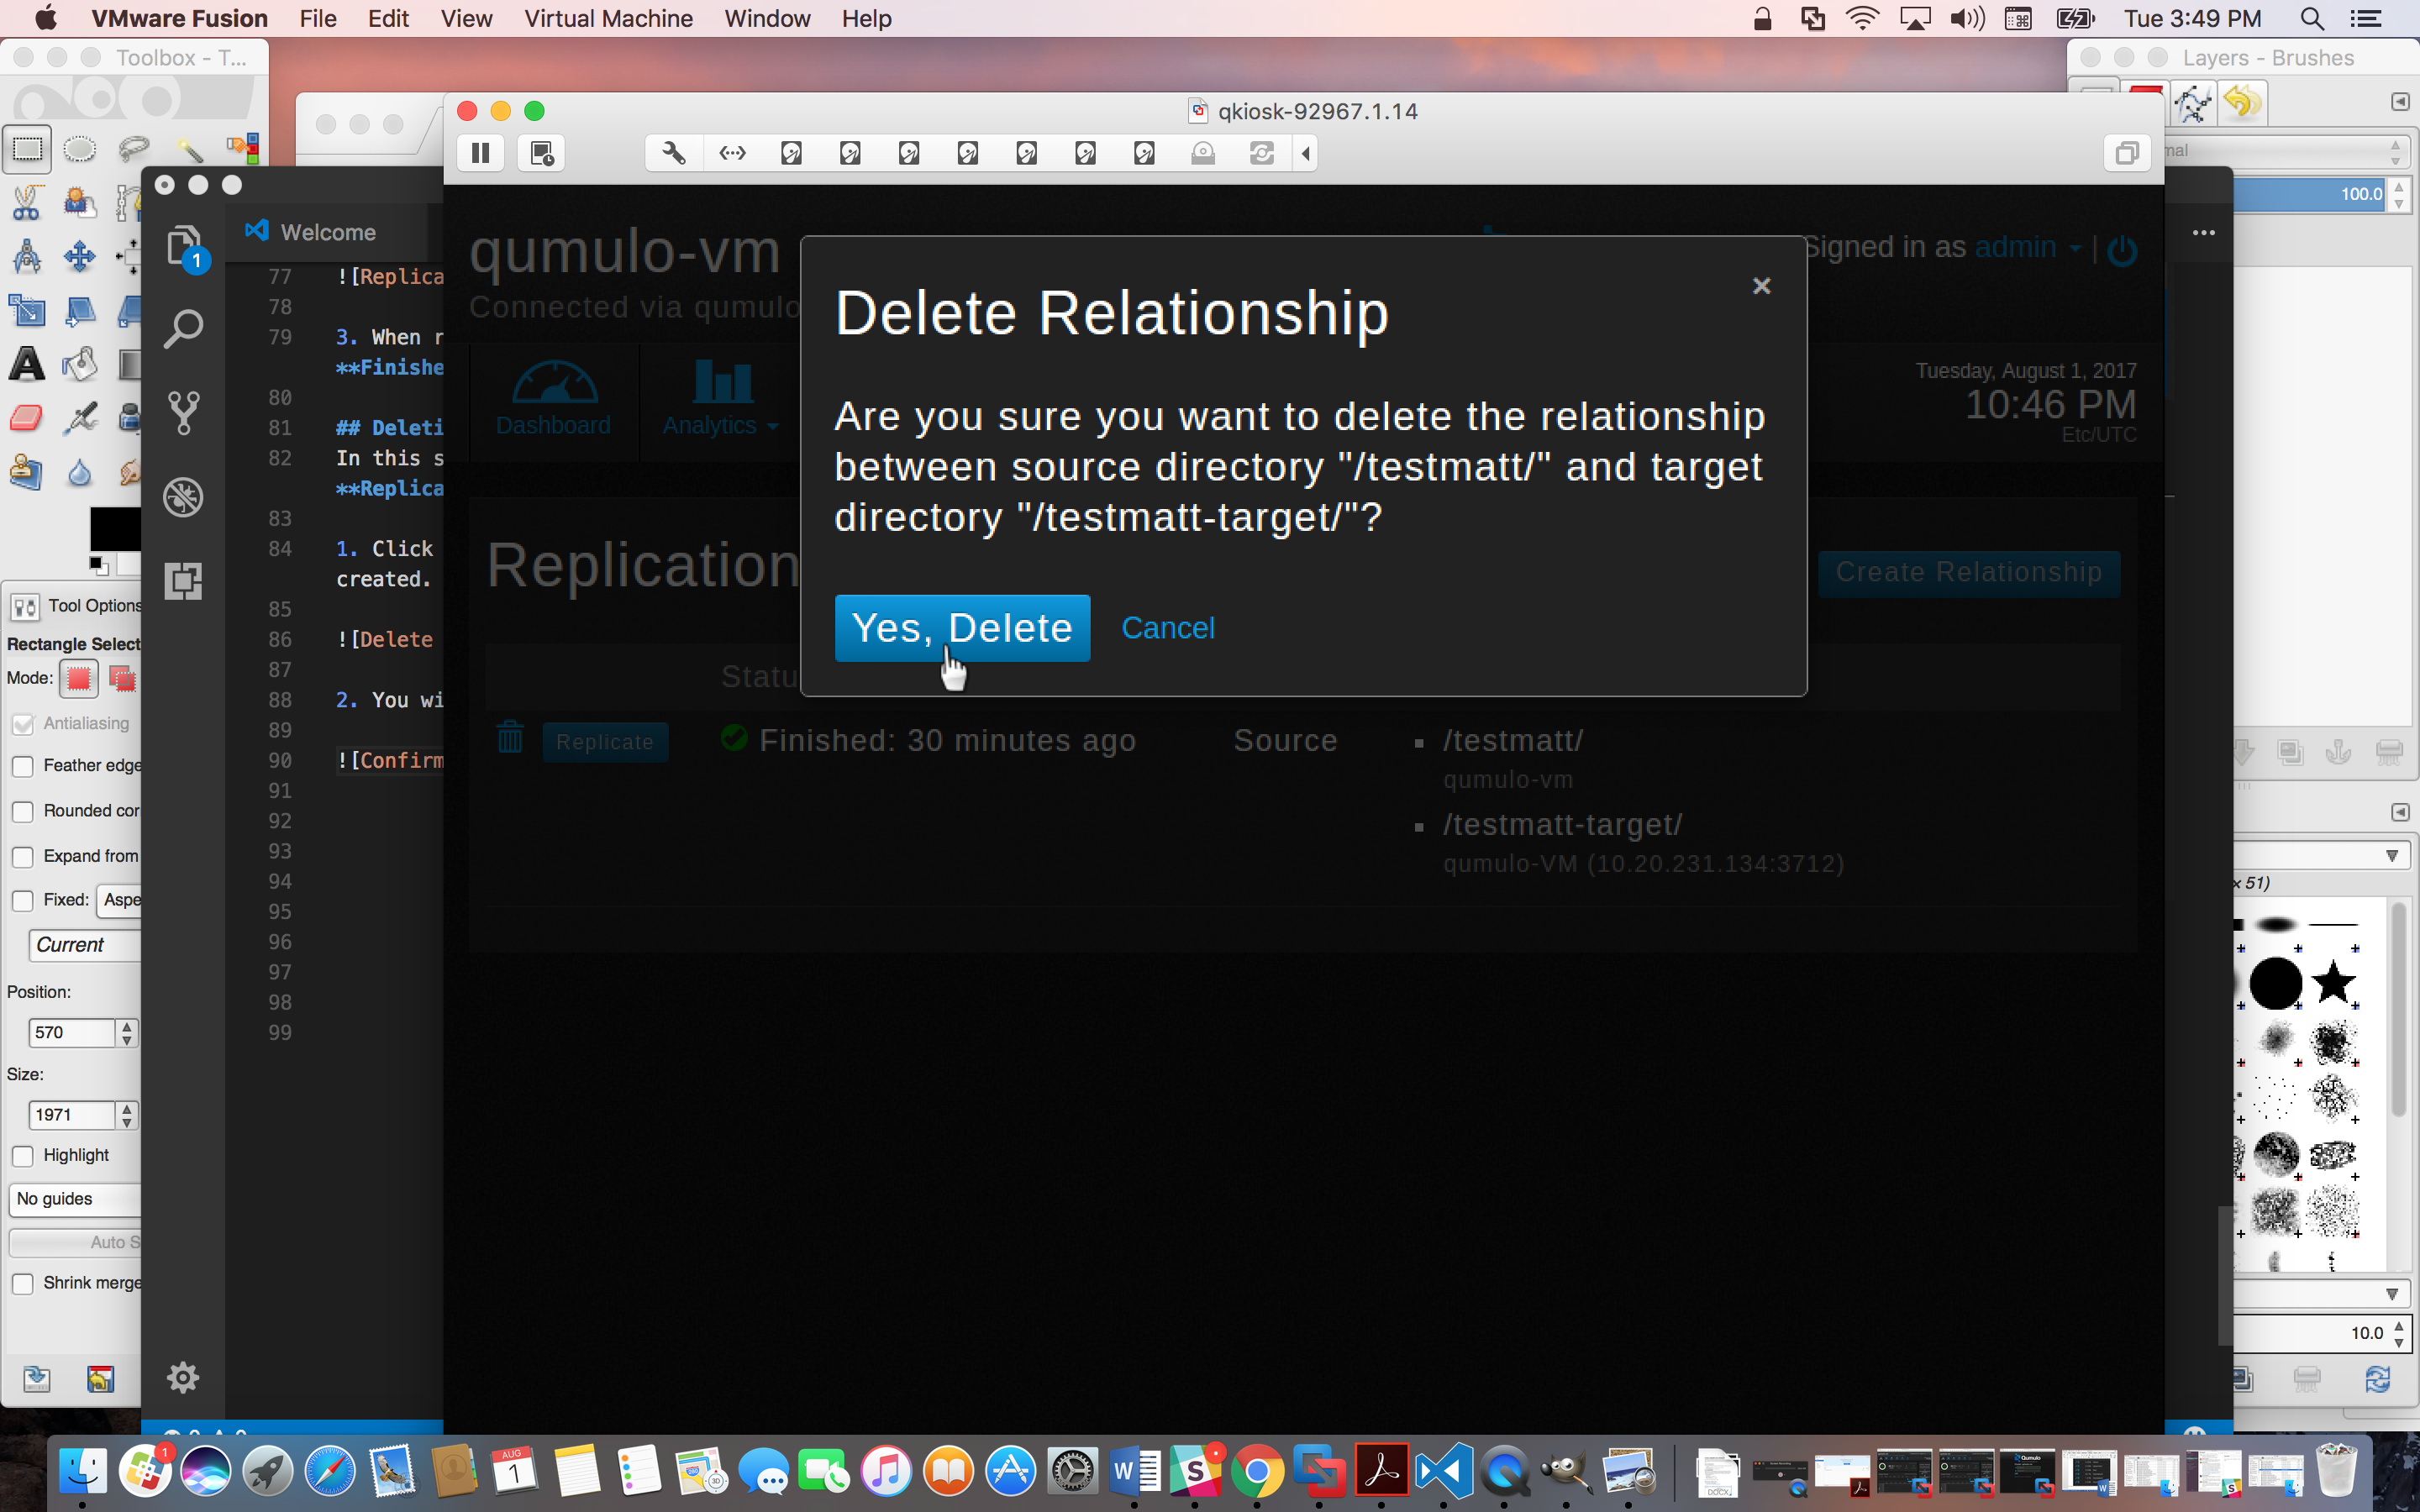 VMware Fusion File Edit View Virtual Machine Window Help
Tue 3:49 PM
Toolbox - T...
Layers - Brushes
qkiosk-92967.1.14
100.0
Welcome
1
77 ![Replica
78
79 3. When r
**Finishe
80
81 ## Deleti
82 In this s
**Replica
83
84 1. Click
created.
85
86 ![Delete
87
88 2. You wi
89
90 ![Confirm
91
92
93
94
95
96
97
98
99
qumulo-vm
Connected via qumulo
Signed in as admin |
Dashboard
Analytics
Tuesday, August 1, 2017
10:46 PM
Etc/UTC
Delete Relationship
×
Are you sure you want to delete the relationship
between source directory "/testmatt/" and target
directory "/testmatt-target/"?
Yes, Delete
Cancel
Replication
Create Relationship
Statu
Replicate
Finished: 30 minutes ago
Source
/testmatt/
qumulo-vm
/testmatt-target/
qumulo-VM (10.20.231.134:3712)
Tool Options
Rectangle Select
Mode:
Antialiasing
Feather edge
Rounded cor
Expand from
Fixed: Aspe
Current
Position:
570
Size:
1971
Highlight
No guides
Auto S
Shrink merge
× 51)
10.0
1
AUG
1
DOCX
Qumulo